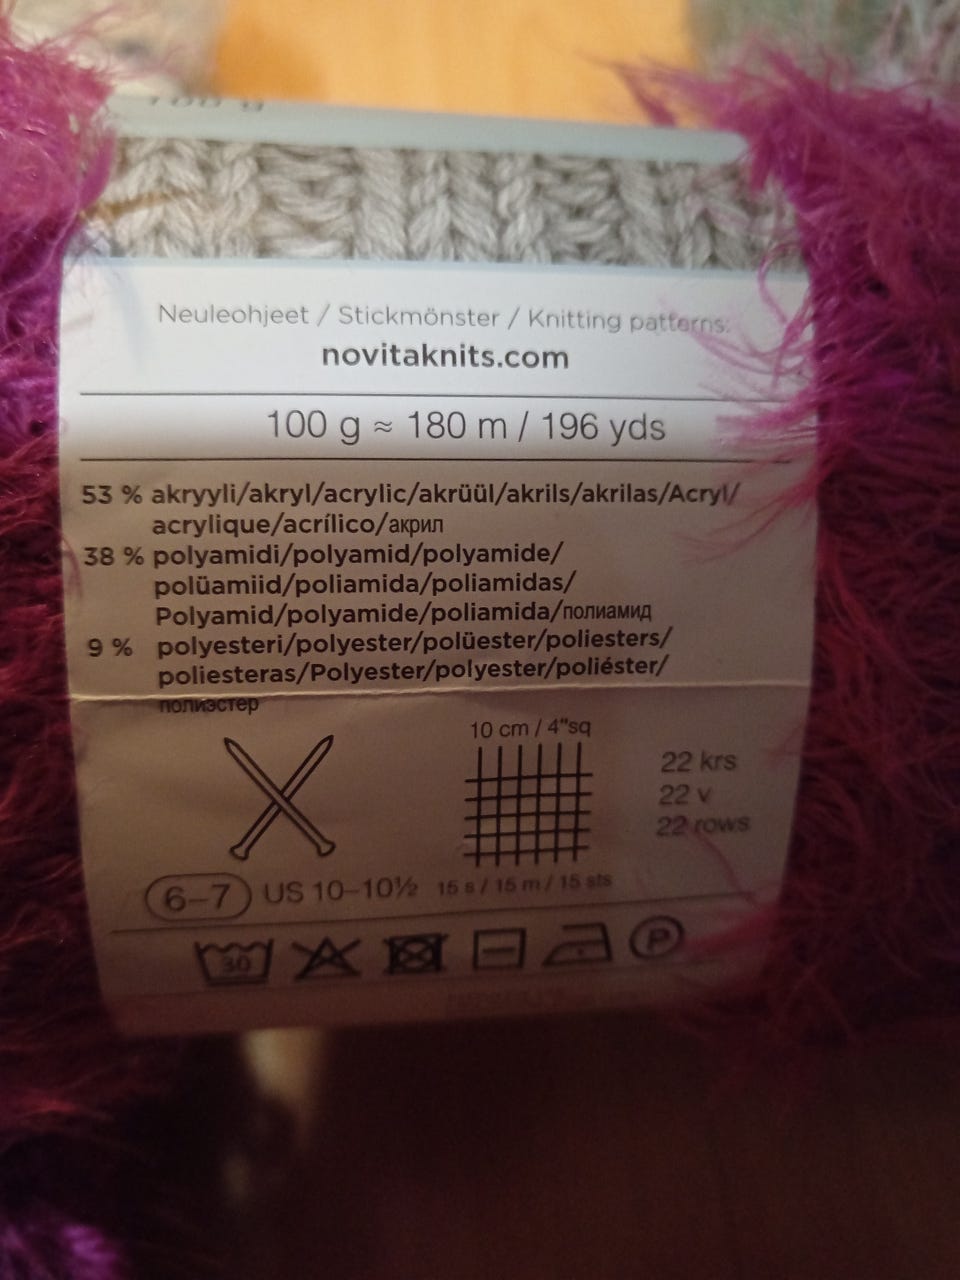 100 g
Neuleohjeet / Stickmönster / Knitting patterns:
novitaknits.com
100 g ≈ 180 m / 196 yds
53 % akryyli/akryl/acrylic/akrüül/akrils/akrilas/Acryl/
acrylique/acrílico/акрил
38 % polyamidi/polyamid/polyamide/
polüamiid/poliamida/poliamidas/
Polyamid/polyamide/poliamida/полиамид
9 % polyesteri/polyester/polüester/poliesters/
poliesteras/Polyester/polyester/poliéster/
полиэстер
10 cm / 4"sq
22 krs
22 v
22 rows
6–7 US 10–10½ 15 s / 15 m / 15 sts
30 P